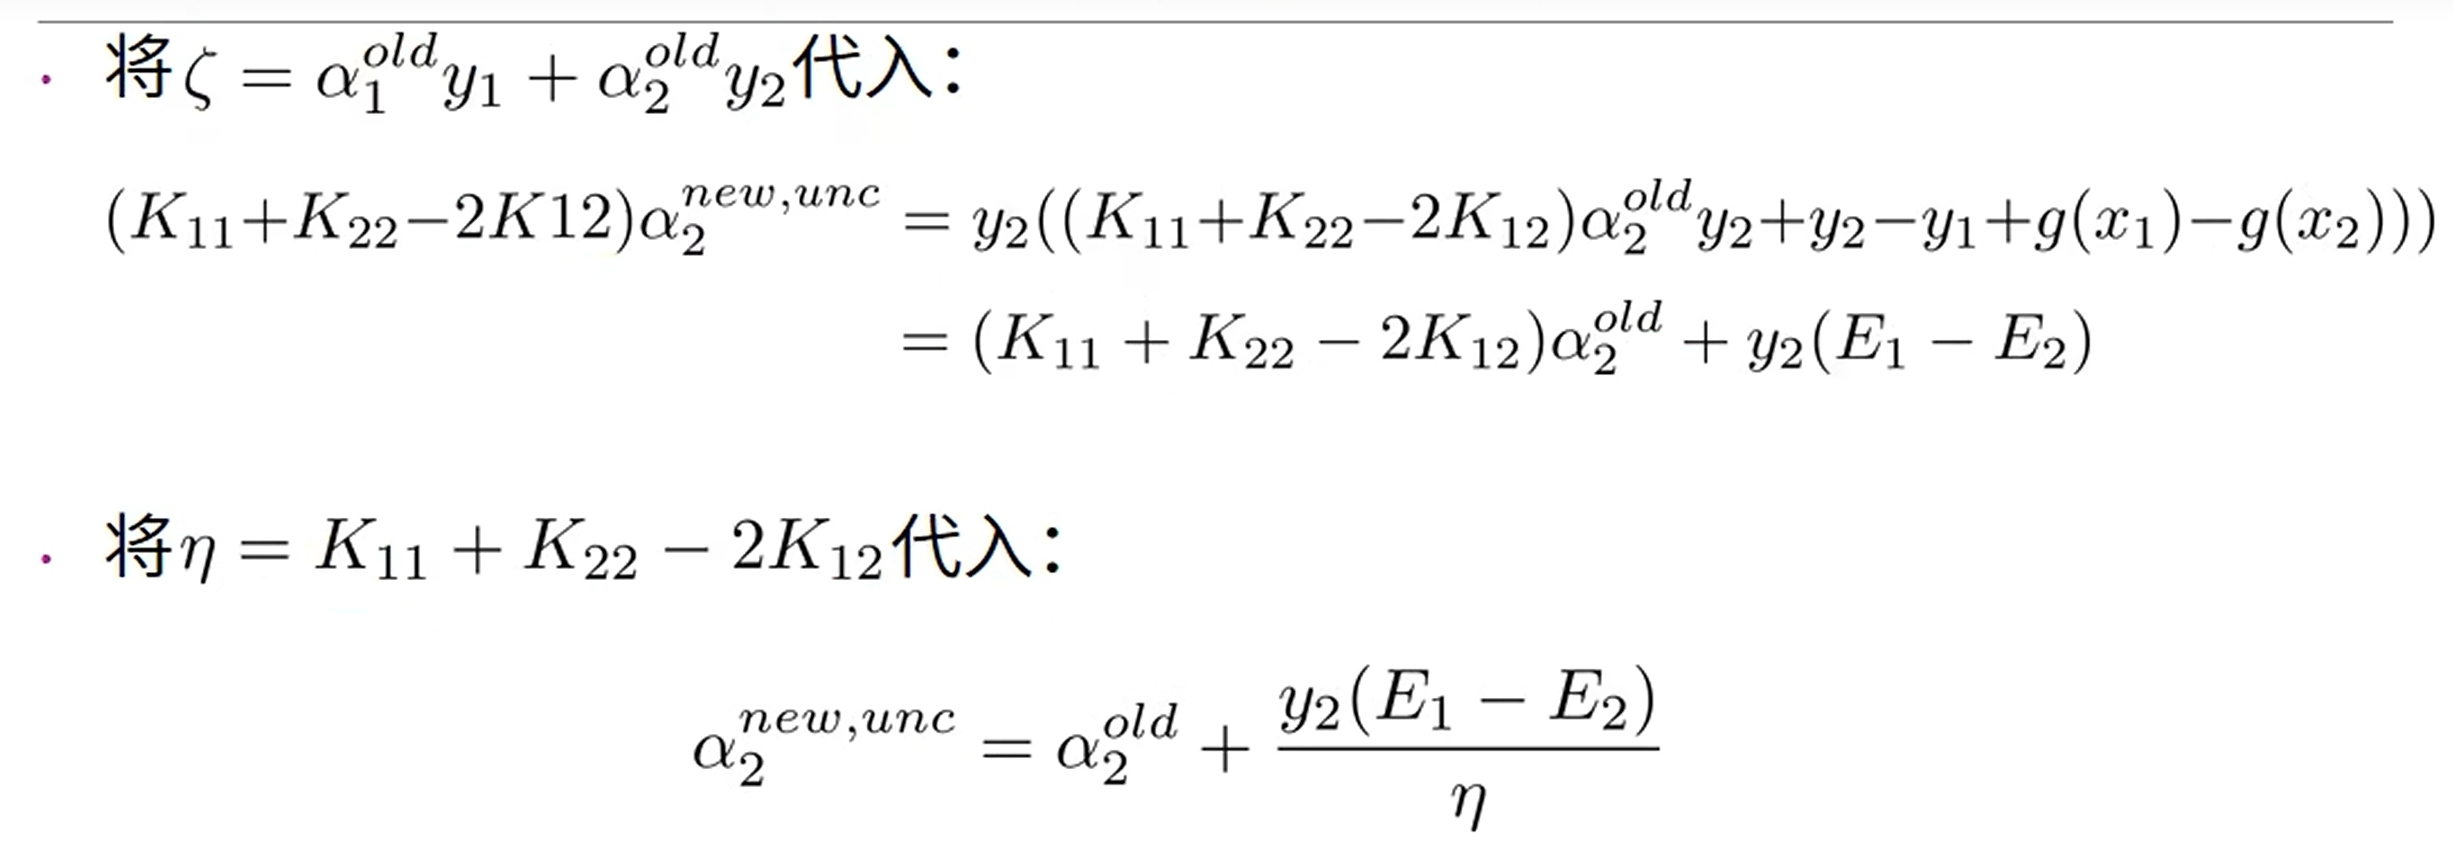 将ζ = α₁^{old}y₁ + α₂^{old}y₂代入：
(K₁₁+K₂₂−2K12)α₂^{new,unc} = y₂((K₁₁+K₂₂−2K₁₂)α₂^{old}y₂+y₂−y₁+g(x₁)−g(x₂)))
= (K₁₁ + K₂₂ − 2K₁₂)α₂^{old} + y₂(E₁ − E₂)
将η = K₁₁ + K₂₂ − 2K₁₂代入：
α₂^{new,unc} = α₂^{old} + \frac{y₂(E₁ − E₂)}{η}